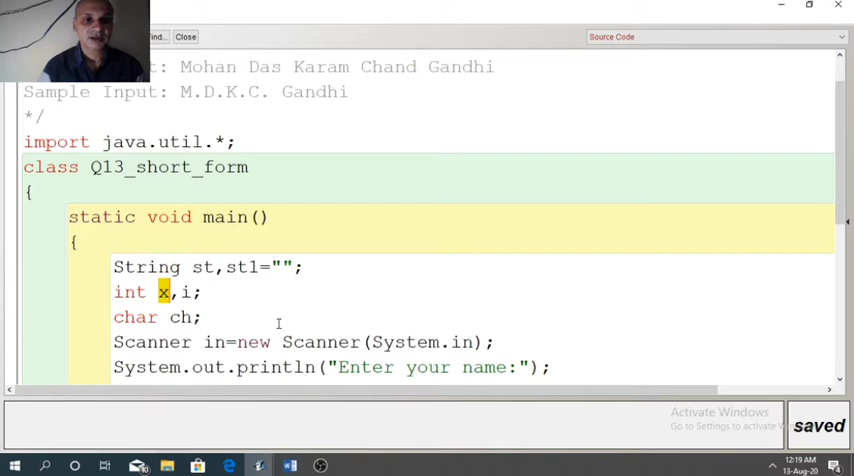 ind...
Close
Source Code
t: Mohan Das Karam Chand Gandhi
Sample Input: M.D.K.C. Gandhi
*/
import java.util.*;
class Q13_short_form
{
static void main()
{
String st,st1="";
int x,i;
char ch;
Scanner in=new Scanner(System.in);
System.out.println("Enter your name:");
Activate Windows
Go to Settings to activate
saved
12:19 AM
13-Aug-20